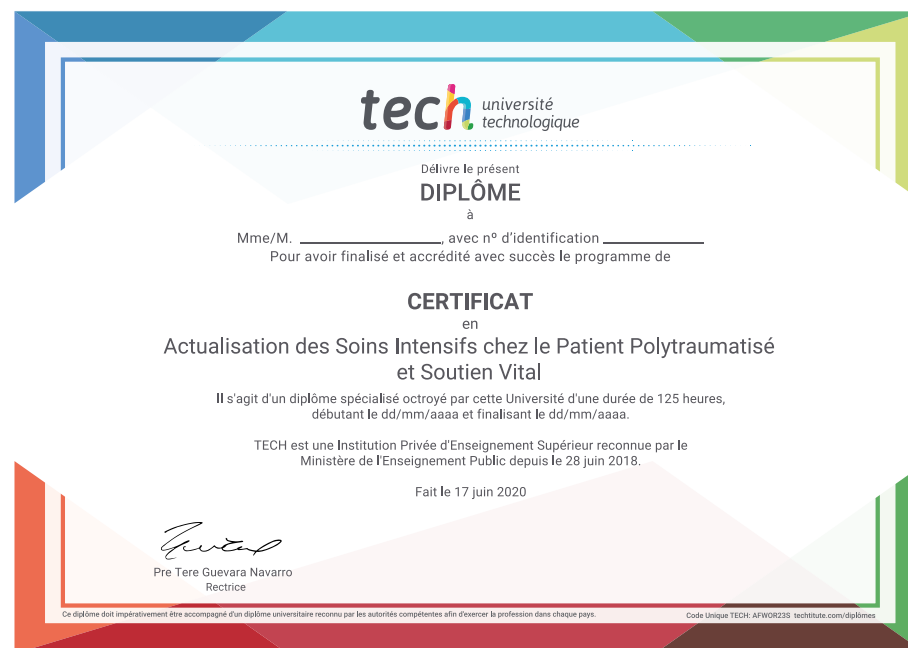 tech université
technologique
Délivre le présent
DIPLÔME
à
Mme/M. ____________, avec nº d'identification ____________
Pour avoir finalisé et accrédité avec succès le programme de
CERTIFICAT
en
Actualisation des Soins Intensifs chez le Patient Polytraumatisé
et Soutien Vital
Il s'agit d'un diplôme spécialisé octroyé par cette Université d'une durée de 125 heures,
débutant le dd/mm/aaaa et finalisant le dd/mm/aaaa.
TECH est une Institution Privée d'Enseignement Supérieur reconnue par le
Ministère de l'Enseignement Public depuis le 28 juin 2018.
Fait le 17 juin 2020
Pre Tere Guevara Navarro
Rectrice
Ce diplôme doit impérativement être accompagné d'un diplôme universitaire reconnu par les autorités compétentes afin d'exercer la profession dans chaque pays.
Code Unique TECH: AFWOR23S techtitute.com/diplômes